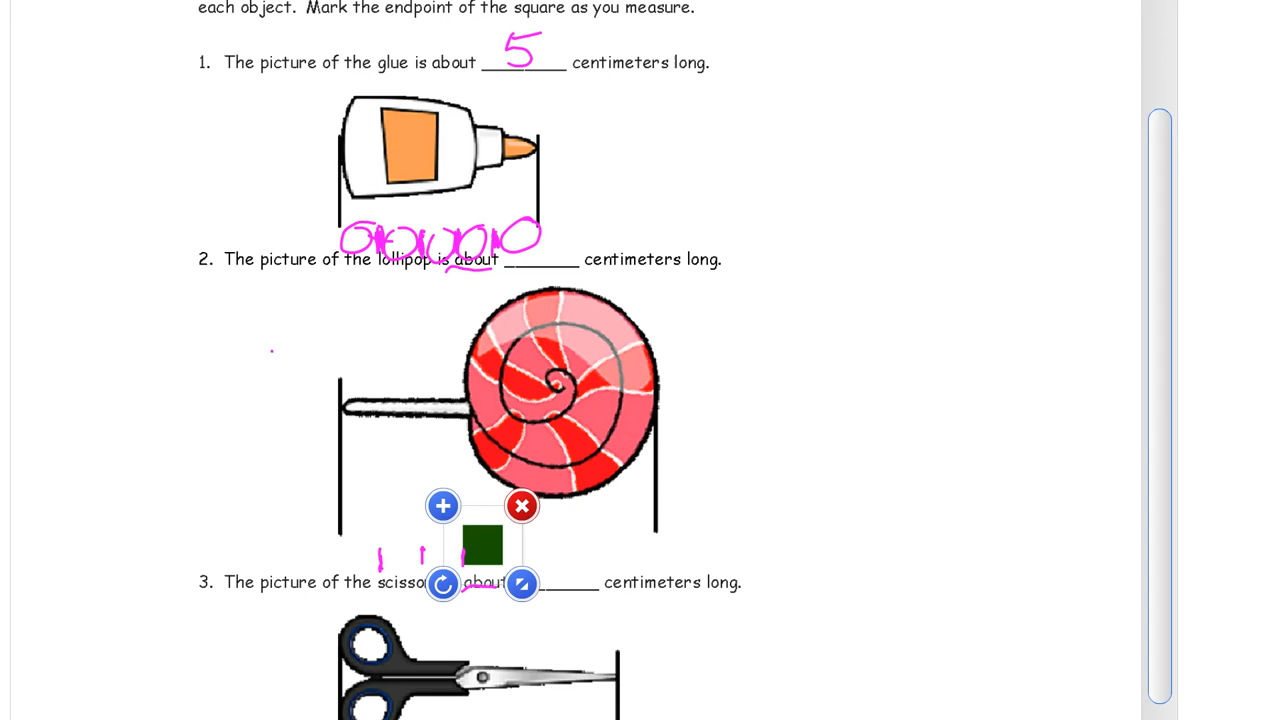 each object. Mark the endpoint of the square as you measure.
1. The picture of the glue is about 5 centimeters long.
2. The picture of the lollipop is about ________ centimeters long.
3. The picture of the scisso about ______ centimeters long.